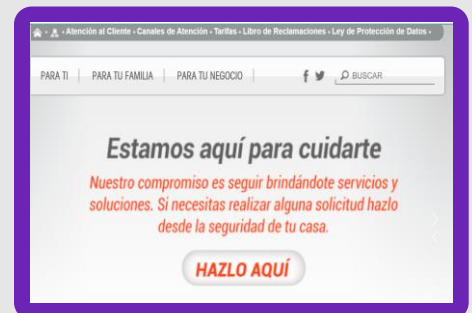 • Atención al Cliente • Canales de Atención • Tarifas • Libro de Reclamaciones • Ley de Protección de Datos •
PARA TI | PARA TU FAMILIA | PARA TU NEGOCIO | BUSCAR
Estamos aquí para cuidarte
Nuestro compromiso es seguir brindándote servicios y
soluciones. Si necesitas realizar alguna solicitud hazlo
desde la seguridad de tu casa.
HAZLO AQUÍ